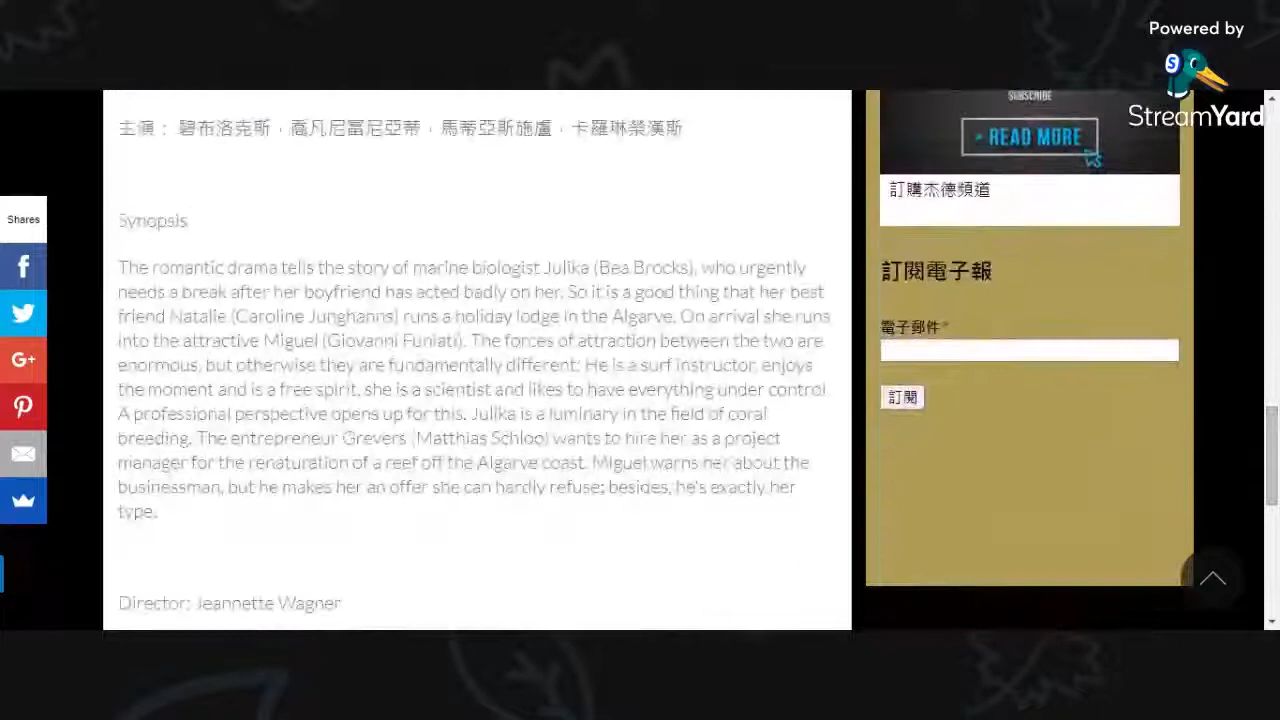 Powered by
StreamYard
主演： 碧布洛克斯，喬凡尼富尼亞蒂，馬蒂亞斯施盧，卡羅琳榮漢斯
Synopsis
The romantic drama tells the story of marine biologist Julika (Bea Brocks), who urgently
needs a break after her boyfriend has acted badly on her. So it is a good thing that her best
friend Natalie (Caroline Junghanns) runs a holiday lodge in the Algarve. On arrival she runs
into the attractive Miguel (Giovanni Funiati). The forces of attraction between the two are
enormous, but otherwise they are fundamentally different: He is a surf instructor, enjoys
the moment and is a free spirit, she is a scientist and likes to have everything under control.
A professional perspective opens up for this. Julika is a luminary in the field of coral
breeding. The entrepreneur Grevers (Matthias Schloo) wants to hire her as a project
manager for the renaturation of a reef off the Algarve coast. Miguel warns her about the
businessman, but he makes her an offer she can hardly refuse; besides, he's exactly her
type.
Director: Jeannette Wagner
Shares
SUBSCRIBE
READ MORE
訂購杰德頻道
訂閱電子報
電子郵件*
訂閱